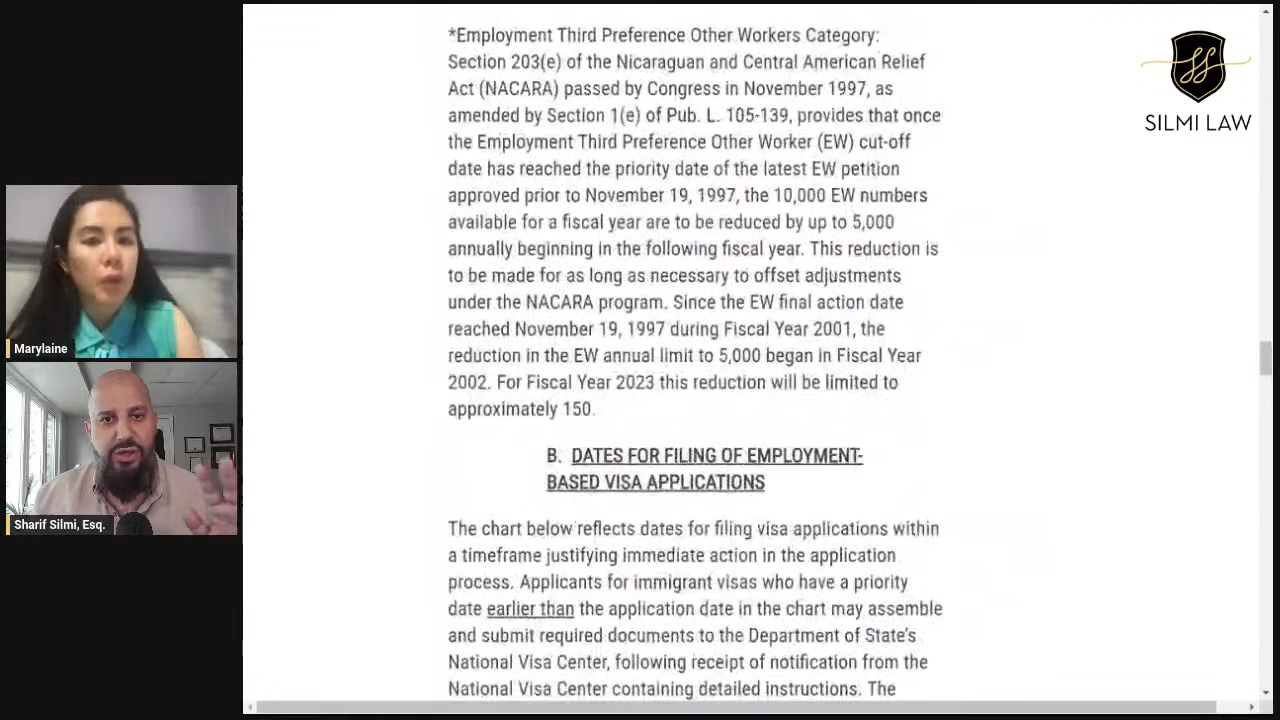 *Employment Third Preference Other Workers Category:
Section 203(e) of the Nicaraguan and Central American Relief
Act (NACARA) passed by Congress in November 1997, as
amended by Section 1(e) of Pub. L. 105-139, provides that once
the Employment Third Preference Other Worker (EW) cut-off
date has reached the priority date of the latest EW petition
approved prior to November 19, 1997, the 10,000 EW numbers
available for a fiscal year are to be reduced by up to 5,000
annually beginning in the following fiscal year. This reduction is
to be made for as long as necessary to offset adjustments
under the NACARA program. Since the EW final action date
reached November 19, 1997 during Fiscal Year 2001, the
reduction in the EW annual limit to 5,000 began in Fiscal Year
2002. For Fiscal Year 2023 this reduction will be limited to
approximately 150.
B. DATES FOR FILING OF EMPLOYMENT-
BASED VISA APPLICATIONS
The chart below reflects dates for filing visa applications within
a timeframe justifying immediate action in the application
process. Applicants for immigrant visas who have a priority
date earlier than the application date in the chart may assemble
and submit required documents to the Department of State's
National Visa Center, following receipt of notification from the
National Visa Center containing detailed instructions. The
SILMI LAW
Marylaine
Sharif Silmi, Esq.